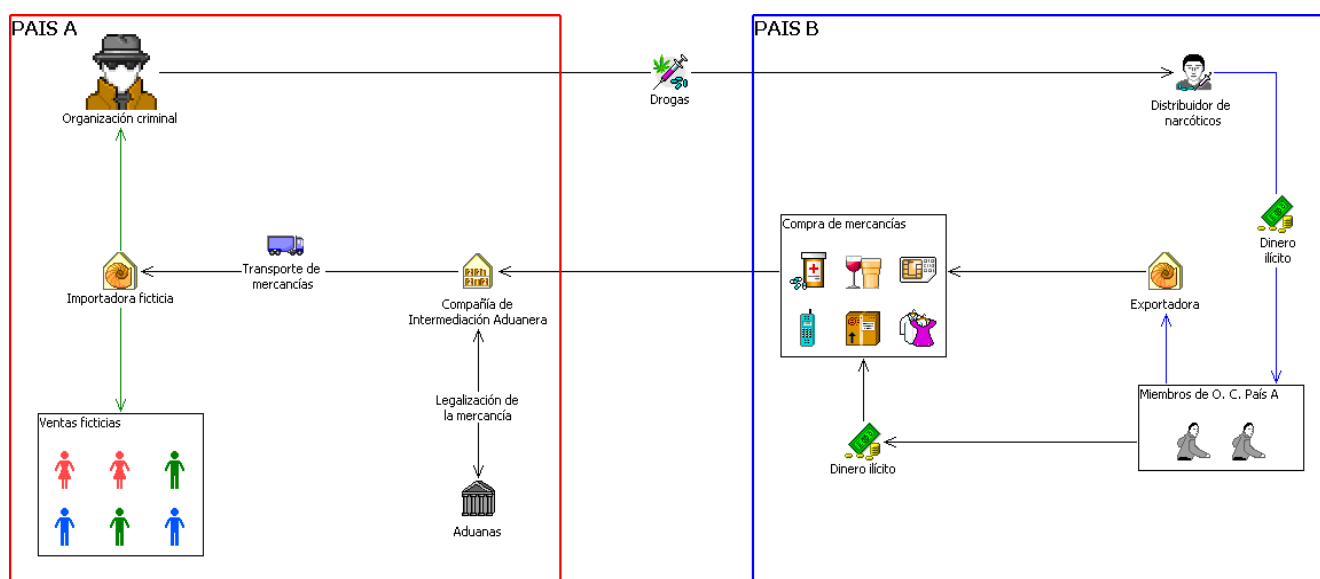 PAIS A
PAIS B
Organización criminal
Drogas
Distribuidor de
narcóticos
Dinero
ilícito
Compra de mercancías
Transporte de
mercancías
Importadora ficticia
Compañía de
Intermediación Aduanera
Exportadora
Legalización de
la mercancía
Miembros de O. C. País A
Ventas ficticias
Dinero ilícito
Aduanas